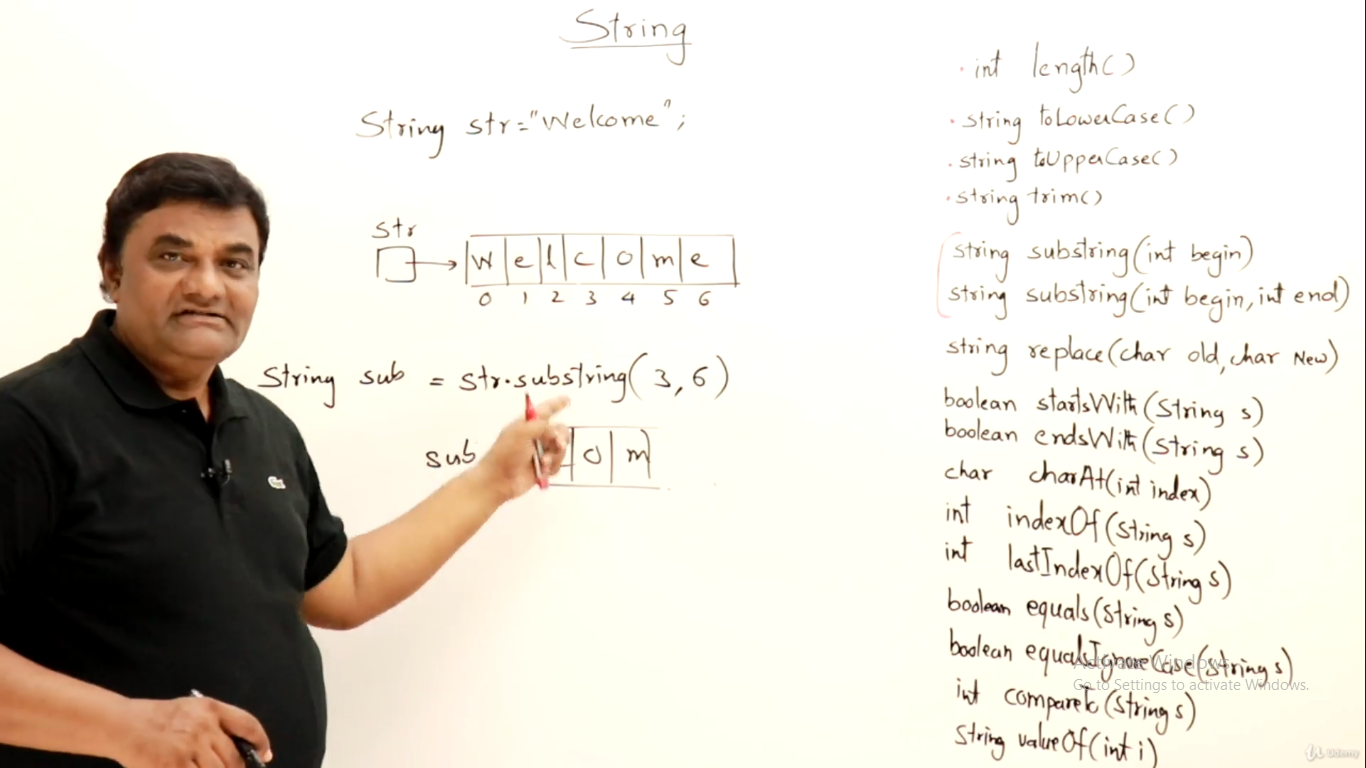 String
String str="Welcome";
str
W e l c o m e
0 1 2 3 4 5 6
String sub = str.substring(3,6)
sub
o m
int length()
string toLowerCase()
string toUpperCase()
string trim()
string substring(int begin)
string substring(int begin,int end)
string replace(char old,char New)
boolean startsWith(String s)
boolean endsWith(String s)
char charAt(int index)
int indexOf(String s)
int lastIndexOf(String s)
boolean equals(String s)
boolean equalsIgnoreCase(String s)
Activate Windows
Go to Settings to activate Windows.
int compareTo(String s)
String valueOf(int i)
Udemy